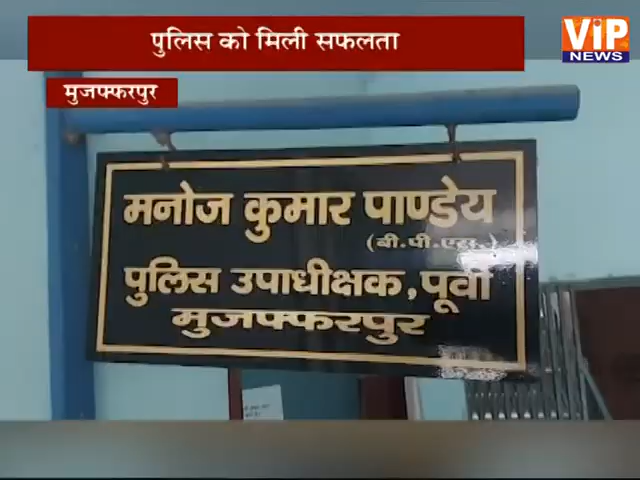 पुलिस को मिली सफलता
VIP
NEWS
मुजफ्फरपुर
मनोज कुमार पाण्डेय
(बी.पी.एस.)
पुलिस उपाधीक्षक, पूर्वी
मुजफ्फरपुर